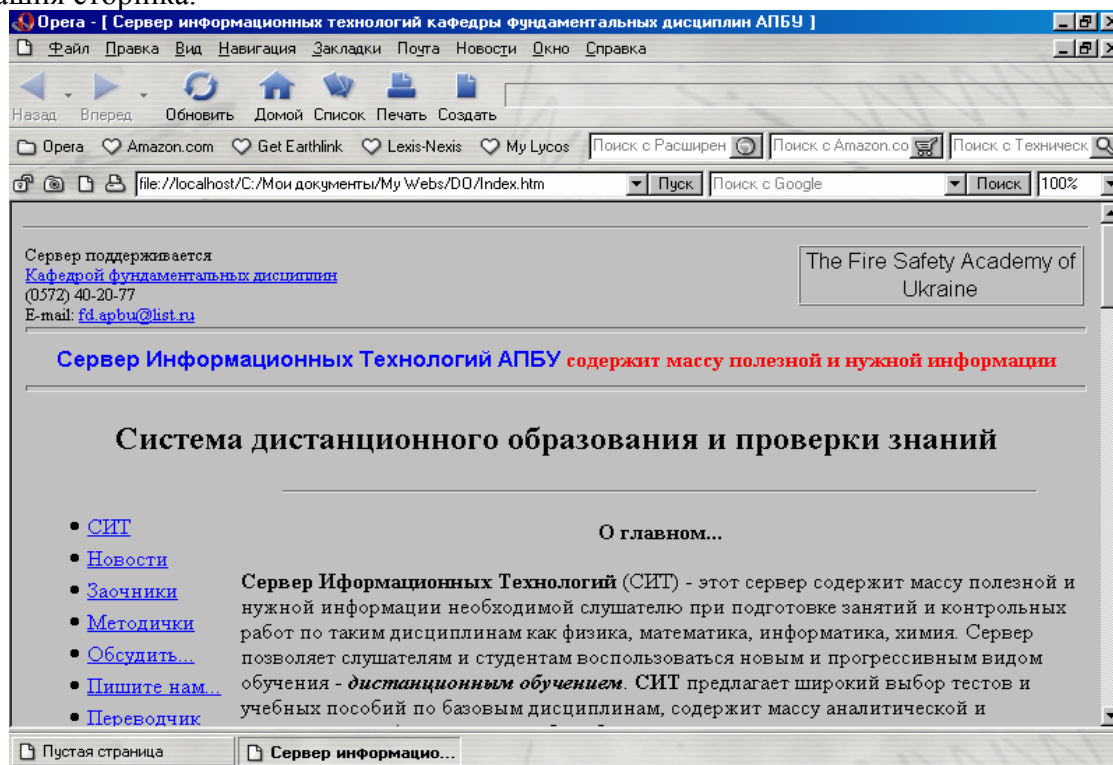 ашня сторінка.
Opera - [ Сервер информационных технологий кафедры фундаментальных дисциплин АПБУ ]
Файл Правка Вид Навигация Закладки Почта Новости Окно Справка
Назад Вперед Обновить Домой Список Печать Создать
Opera Amazon.com Get Earthlink Lexis-Nexis My Lycos Поиск с Расширен Поиск с Amazon.co Поиск с Техническ
file://localhost/C:/Мои документы/My Webs/DO/Index.htm Пуск Поиск с Google Поиск 100%
Сервер поддерживается
Кафедрой фундаментальных дисциплин
(0572) 40-20-77
E-mail: fd.apbu@list.ru
The Fire Safety Academy of
Ukraine
Сервер Информационных Технологий АПБУ содержит массу полезной и нужной информации
Система дистанционного образования и проверки знаний
СИТ
Новости
Заочники
Методички
Обсудить...
Пишите нам...
Переводчик
О главном...
Сервер Иформационных Технологий (СИТ) - этот сервер содержит массу полезной и
нужной информации необходимой слушателю при подготовке занятий и контрольных
работ по таким дисциплинам как физика, математика, информатика, химия. Сервер
позволяет слушателям и студентам воспользоваться новым и прогрессивным видом
обучения - дистанционным обучением. СИТ предлагает широкий выбор тестов и
учебных пособий по базовым дисциплинам, содержит массу аналитической и
Пустая страница Сервер информацио...